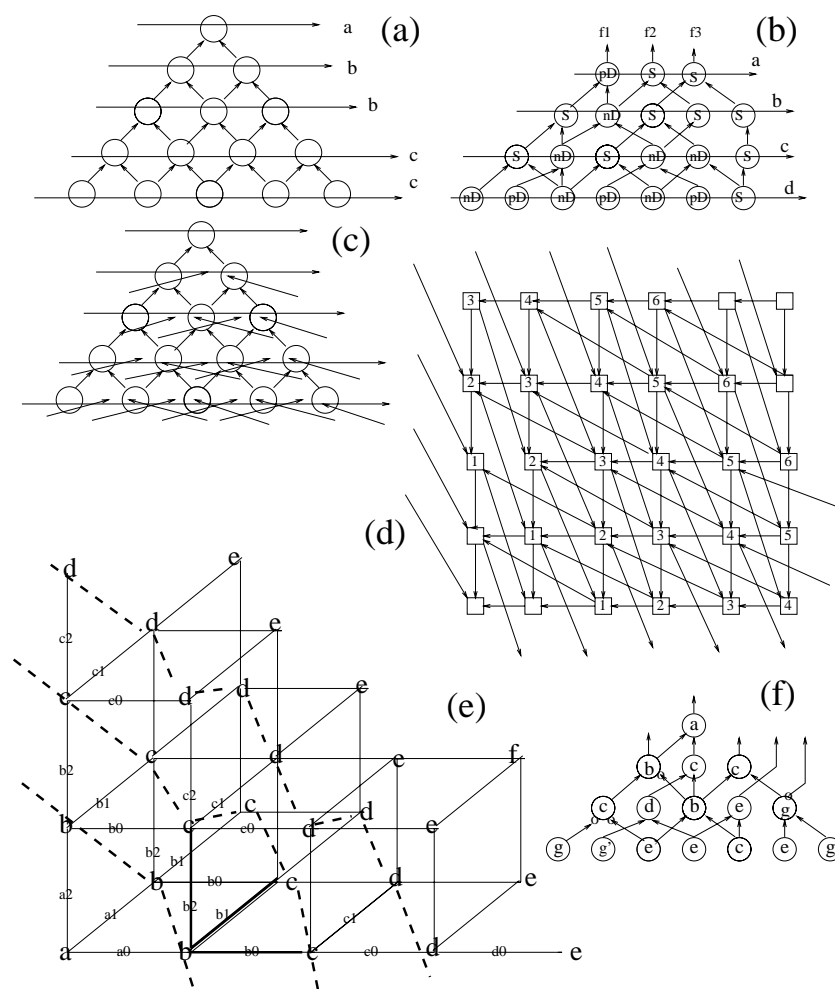 (a)
a
b
b
c
c
(b)
f1 f2 f3
a
pD S S
b
S nD S S S
c
S nD S nD nD S
d
nD pD nD pD nD pD S
(c)
3 4 5 6
2 3 4 5 6
1 2 3 4 5 6
1 2 3 4 5
1 2 3 4
(d)
d e
c2 d e
c1
c c0 d d e
(e)
b2 c d e f
b1 c2 c1 c d
b b0 c c0 d e
b2 b1
a2 b b0 c d e
a1 b2 b1 c1
a a0 b b0 c c0 d d0 e
(f)
a
b c c
c d b e g
o o
g g' e e c e g